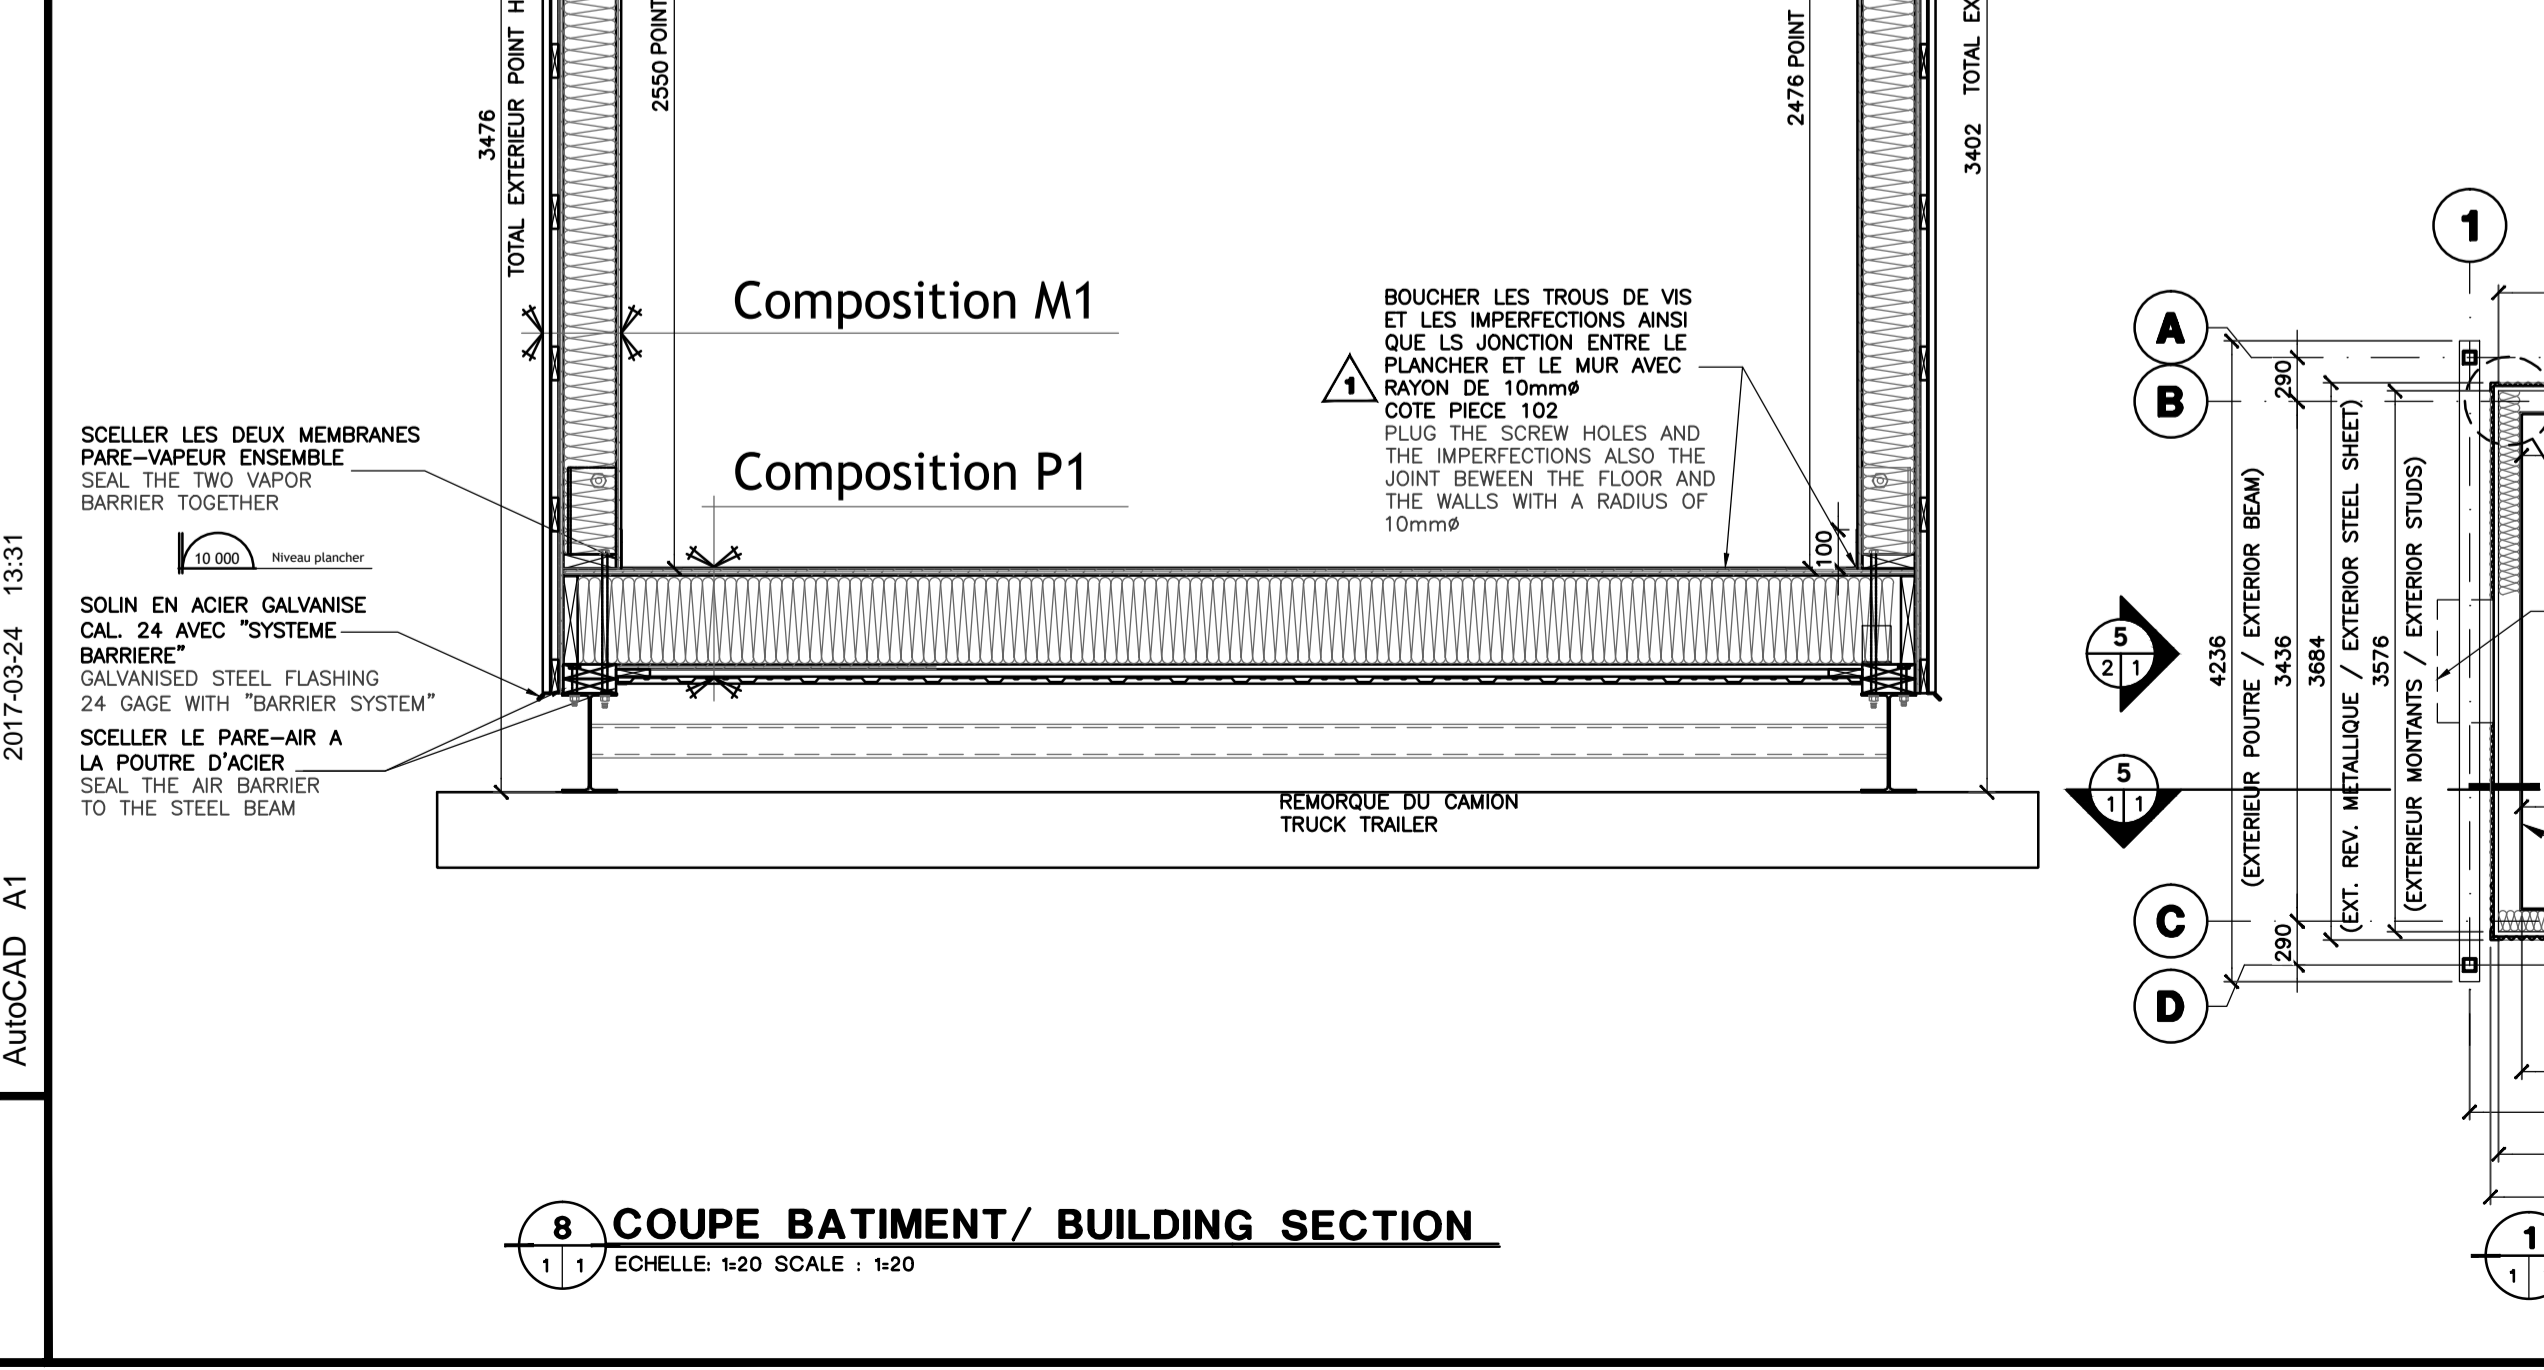 3476
TOTAL EXTERIEUR POINT H
2550 POINT
2476 POINT
3402 TOTAL EX
Composition M1
Composition P1
BOUCHER LES TROUS DE VIS
ET LES IMPERFECTIONS AINSI
QUE LS JONCTION ENTRE LE
PLANCHER ET LE MUR AVEC
RAYON DE 10mmø
COTE PIECE 102
PLUG THE SCREW HOLES AND
THE IMPERFECTIONS ALSO THE
JOINT BEWEEN THE FLOOR AND
THE WALLS WITH A RADIUS OF
10mmø
1
100
SCELLER LES DEUX MEMBRANES
PARE-VAPEUR ENSEMBLE
SEAL THE TWO VAPOR
BARRIER TOGETHER
10 000 Niveau plancher
SOLIN EN ACIER GALVANISE
CAL. 24 AVEC "SYSTEME
BARRIERE"
GALVANISED STEEL FLASHING
24 GAGE WITH "BARRIER SYSTEM"
SCELLER LE PARE-AIR A
LA POUTRE D'ACIER
SEAL THE AIR BARRIER
TO THE STEEL BEAM
REMORQUE DU CAMION
TRUCK TRAILER
8
1 1
COUPE BATIMENT/ BUILDING SECTION
ECHELLE: 1=20 SCALE : 1=20
AutoCAD A1 2017-03-24 13:31
1
A
B
C
D
5
2 1
5
1 1
4236
(EXTERIEUR POUTRE / EXTERIOR BEAM)
290
3436
290
3684
(EXT. REV. METALLIQUE / EXTERIOR STEEL SHEET)
3576
(EXTERIEUR MONTANTS / EXTERIOR STUDS)
1
1